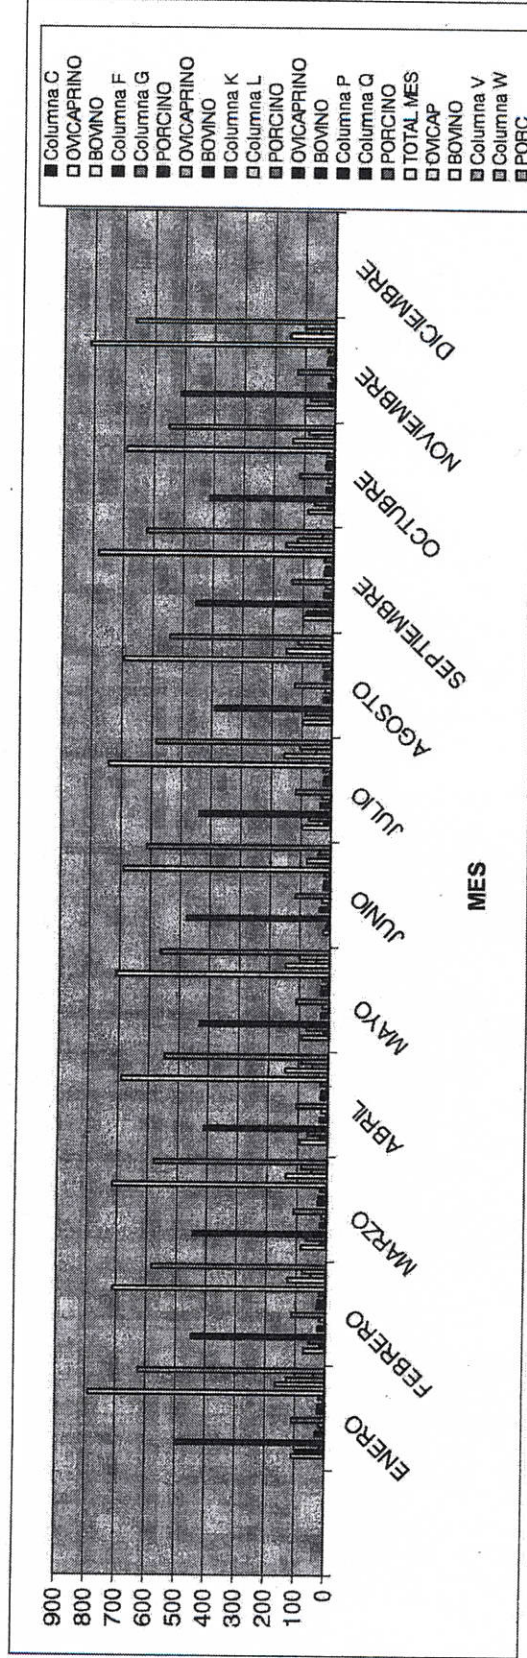 900
800
700
600
500
400
300
200
100
0
ENERO
FEBRERO
MARZO
ABRIL
MAYO
JUNIO
JULIO
AGOSTO
SEPTIEMBRE
OCTUBRE
NOVIEMBRE
DICIEMBRE
MES
Columna C
OVICAPRINO
BOVINO
Columna F
Columna G
PORCINO
OVICAPRINO
BOVINO
Columna K
Columna L
PORCINO
OVICAPRINO
BOVINO
Columna P
Columna Q
PORCINO
TOTAL MES
OVICAP
BOVINO
Columna V
Columna W
PORC